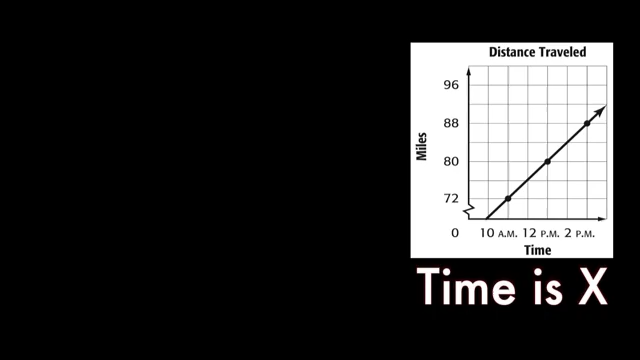 Distance Traveled
96
88
80
72
0
10 A.M. 12 P.M. 2 P.M.
Miles
Time
Time is X